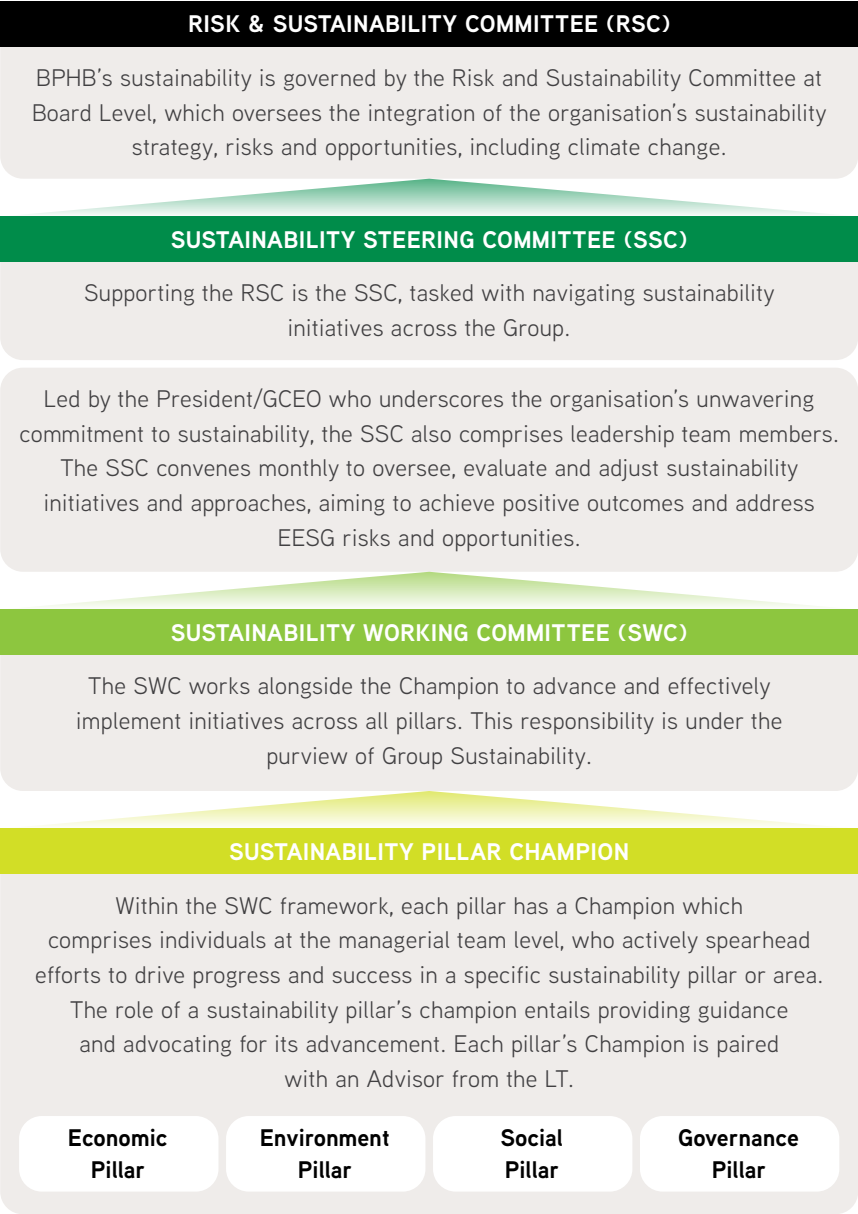 RISK & SUSTAINABILITY COMMITTEE (RSC)
BPHB's sustainability is governed by the Risk and Sustainability Committee at
Board Level, which oversees the integration of the organisation's sustainability
strategy, risks and opportunities, including climate change.
SUSTAINABILITY STEERING COMMITTEE (SSC)
Supporting the RSC is the SSC, tasked with navigating sustainability
initiatives across the Group.
Led by the President/GCEO who underscores the organisation's unwavering
commitment to sustainability, the SSC also comprises leadership team members.
The SSC convenes monthly to oversee, evaluate and adjust sustainability
initiatives and approaches, aiming to achieve positive outcomes and address
EESG risks and opportunities.
SUSTAINABILITY WORKING COMMITTEE (SWC)
The SWC works alongside the Champion to advance and effectively
implement initiatives across all pillars. This responsibility is under the
purview of Group Sustainability.
SUSTAINABILITY PILLAR CHAMPION
Within the SWC framework, each pillar has a Champion which
comprises individuals at the managerial team level, who actively spearhead
efforts to drive progress and success in a specific sustainability pillar or area.
The role of a sustainability pillar's champion entails providing guidance
and advocating for its advancement. Each pillar's Champion is paired
with an Advisor from the LT.
Economic
Pillar
Environment
Pillar
Social
Pillar
Governance
Pillar